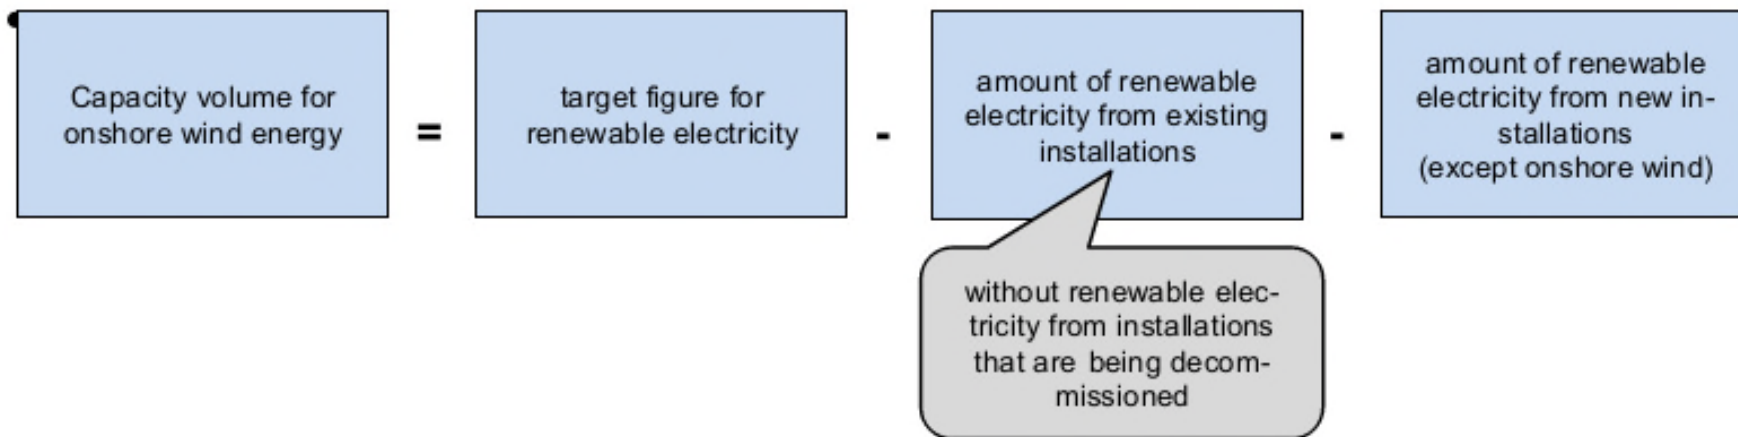 Capacity volume for
onshore wind energy
=
target figure for
renewable electricity
-
amount of renewable
electricity from existing
installations
-
amount of renewable
electricity from new in-
stallations
(except onshore wind)
without renewable elec-
tricity from installations
that are being decom-
missioned